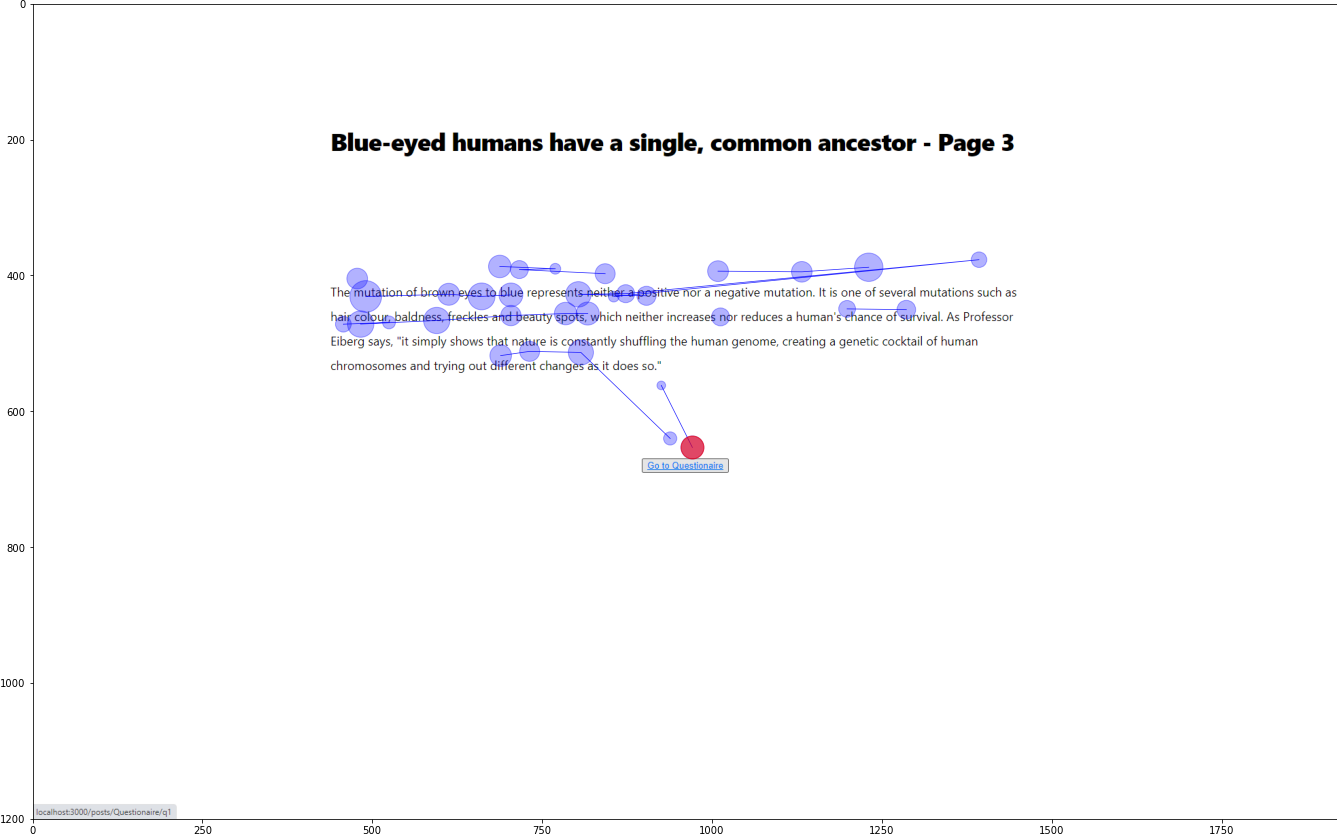 0
200
Blue-eyed humans have a single, common ancestor - Page 3
400
The mutation of brown eyes to blue represents neither a positive nor a negative mutation. It is one of several mutations such as
hair colour, baldness, freckles and beauty spots, which neither increases nor reduces a human's chance of survival. As Professor
Eiberg says, "it simply shows that nature is constantly shuffling the human genome, creating a genetic cocktail of human
chromosomes and trying out different changes as it does so."
600
Go to Questionaire
800
1000
localhost:3000/posts/Questionaire/q1
1200
0 250 500 750 1000 1250 1500 1750